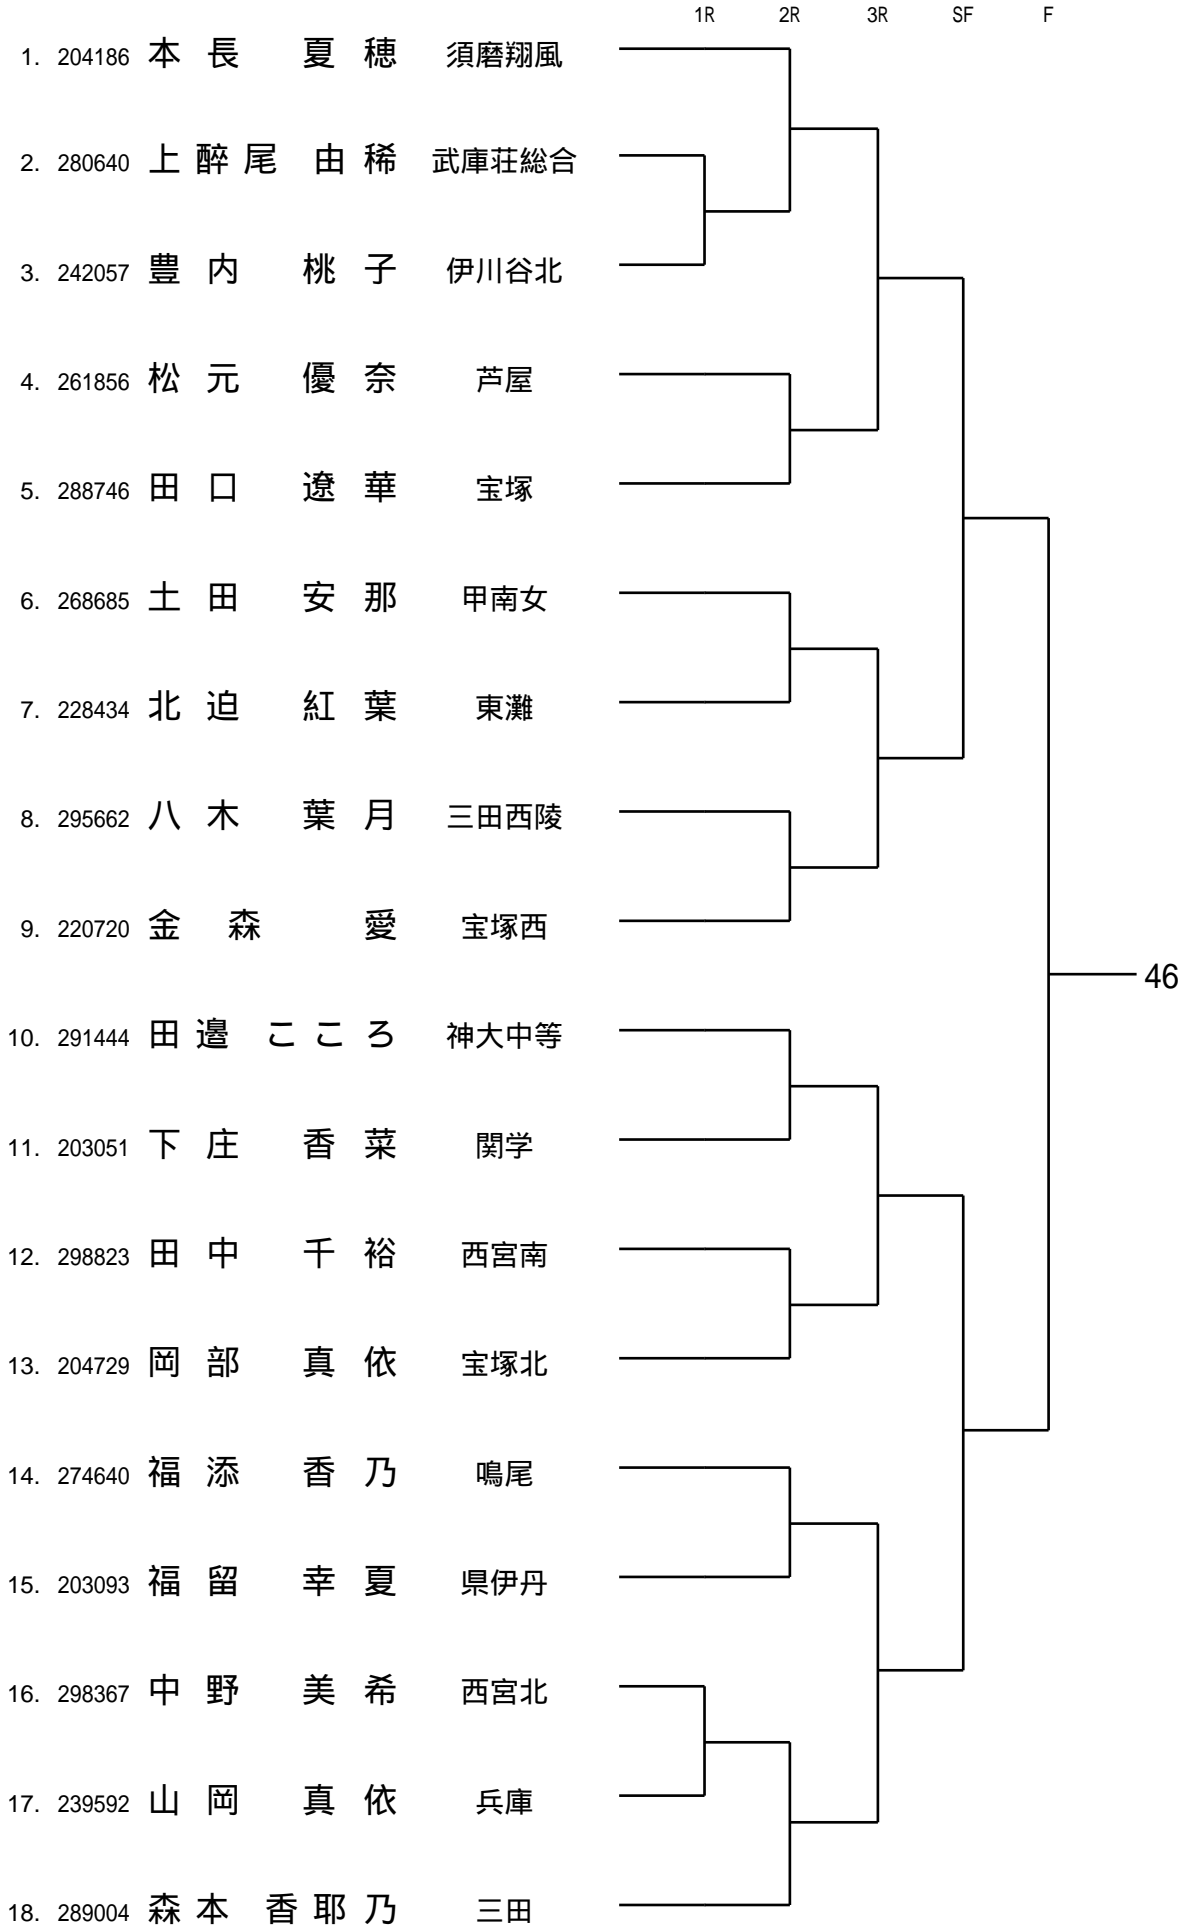 1R 2R 3R SF F
1. 204186 本長 夏穂 須磨翔風
2. 280640 上醉尾 由稀 武庫荘総合
3. 242057 豊内 桃子 伊川谷北
4. 261856 松元 優奈 芦屋
5. 288746 田口 遼華 宝塚
6. 268685 土田 安那 甲南女
7. 228434 北迫 紅葉 東灘
8. 295662 八木 葉月 三田西陵
9. 220720 金森 愛 宝塚西
46
10. 291444 田邉 こころ 神大中等
11. 203051 下庄 香菜 関学
12. 298823 田中 千裕 西宮南
13. 204729 岡部 真依 宝塚北
14. 274640 福添 香乃 鳴尾
15. 203093 福留 幸夏 県伊丹
16. 298367 中野 美希 西宮北
17. 239592 山岡 真依 兵庫
18. 289004 森本 香耶乃 三田